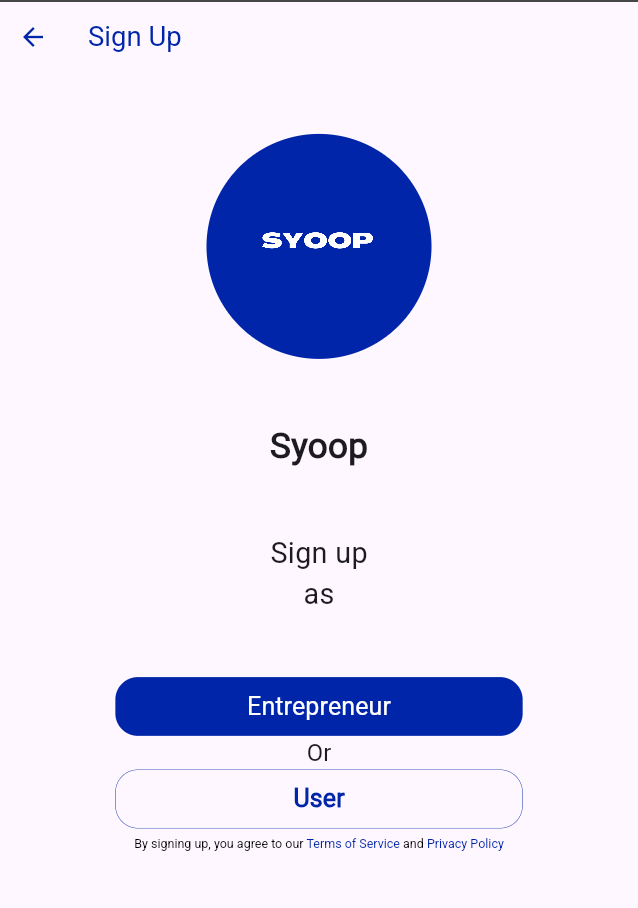 Sign Up
SYOOP
Syoop
Sign up
as
Entrepreneur
Or
User
By signing up, you agree to our Terms of Service and Privacy Policy